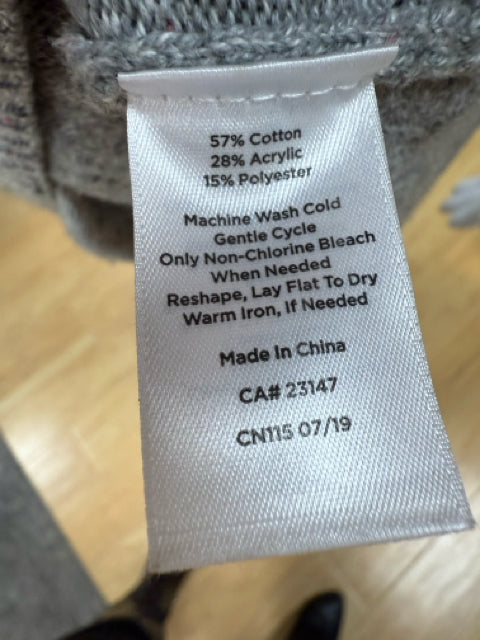 57% Cotton
28% Acrylic
15% Polyester
Machine Wash Cold
Gentle Cycle
Only Non-Chlorine Bleach
When Needed
Reshape, Lay Flat To Dry
Warm Iron, If Needed
Made In China
CA# 23147
CN115 07/19